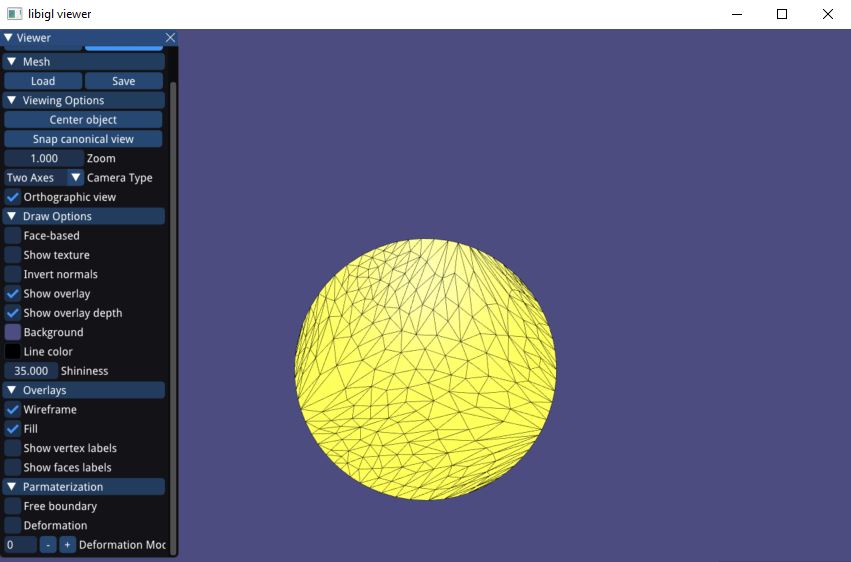 libigl viewer
Viewer
Mesh
Load Save
Viewing Options
Center object
Snap canonical view
1.000 Zoom
Two Axes Camera Type
Orthographic view
Draw Options
Face-based
Show texture
Invert normals
Show overlay
Show overlay depth
Background
Line color
35.000 Shininess
Overlays
Wireframe
Fill
Show vertex labels
Show faces labels
Parmaterization
Free boundary
Deformation
0 - + Deformation Moc